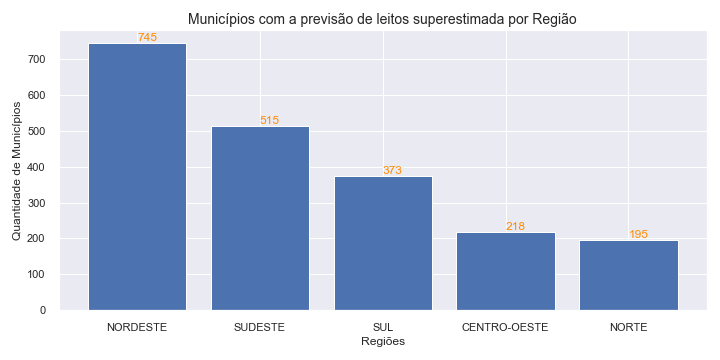 Municípios com a previsão de leitos superestimada por Região
Quantidade de Municípios
700
600
500
400
300
200
100
0
745
515
373
218
195
NORDESTE
SUDESTE
SUL
CENTRO-OESTE
NORTE
Regiões